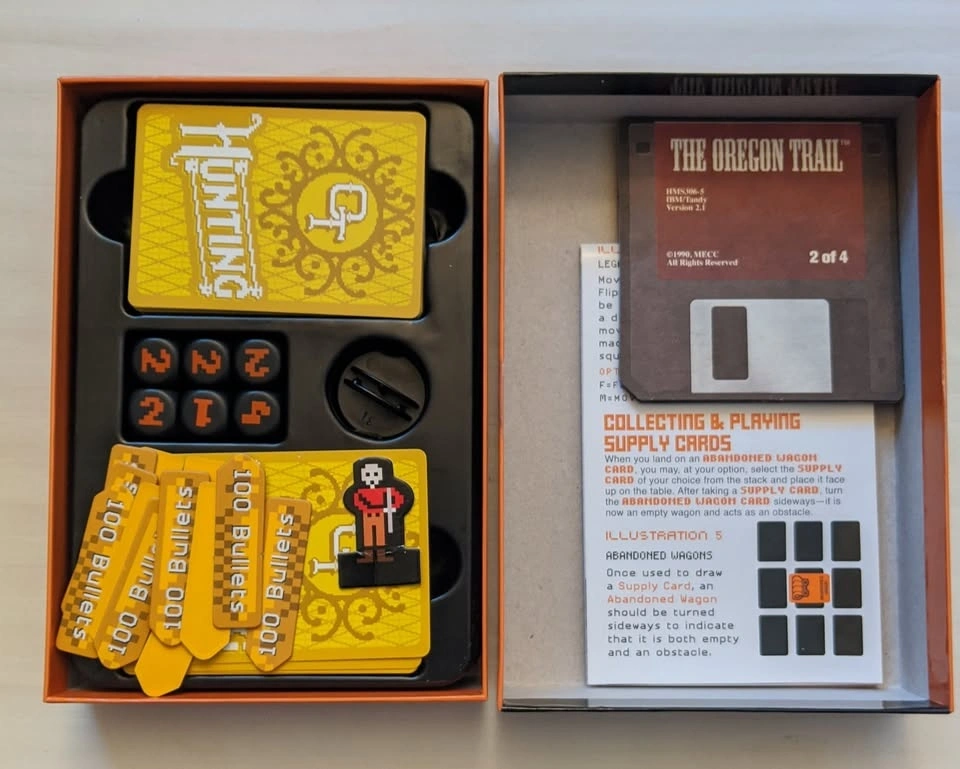 HUNTING
OT
2 2 2
2 1 4
100 Bullets
100 Bullets
100 Bullets
100 Bullets
100 Bullets
THE OREGON TRAIL™
HMS306-5
IBM/Tandy
Version 2.1
©1990, MECC
All Rights Reserved
2 of 4
COLLECTING & PLAYING
SUPPLY CARDS
When you land on an ABANDONED WAGON
CARD, you may, at your option, select the SUPPLY
CARD of your choice from the stack and place it face
up on the table. After taking a SUPPLY CARD, turn
the ABANDONED WAGON CARD sideways—it is
now an empty wagon and acts as an obstacle.
ILLUSTRATION 5
ABANDONED WAGONS
Once used to draw
a Supply Card, an
Abandoned Wagon
should be turned
sideways to indicate
that it is both empty
and an obstacle.